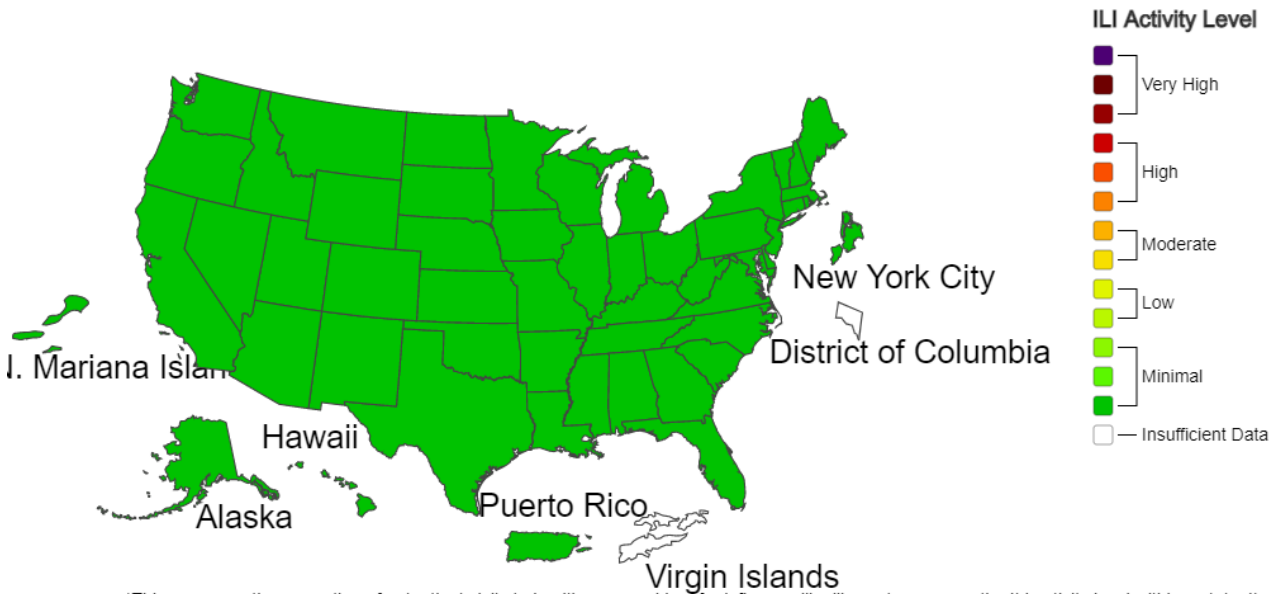 ILI Activity Level
Very High
High
Moderate
Low
Minimal
Insufficient Data
New York City
District of Columbia
N. Mariana Islan
Hawaii
Alaska
Puerto Rico
Virgin Islands